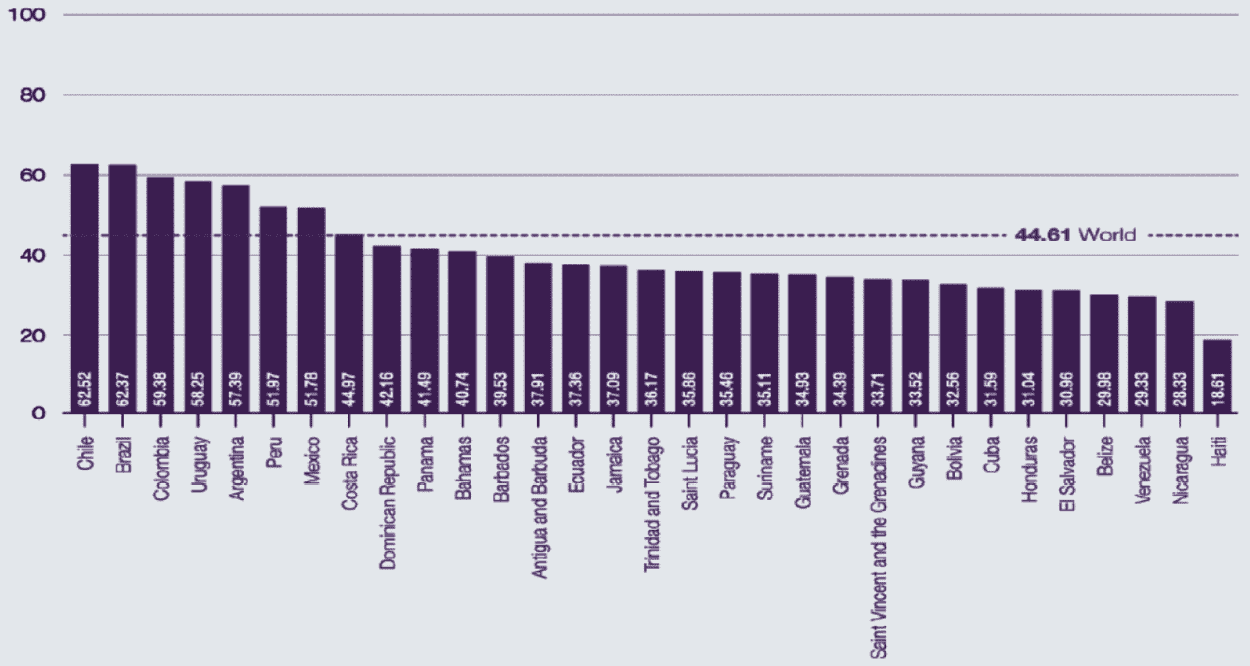 100
80
60
44.61 World
40
20
0
62.52
62.37
59.38
58.25
57.39
51.97
51.78
44.97
42.16
41.49
40.74
39.53
37.91
37.36
37.09
36.17
35.86
35.46
35.11
34.93
34.39
33.71
33.52
32.56
31.59
31.04
30.96
29.98
29.33
28.33
18.61
Chile
Brazil
Colombia
Uruguay
Argentina
Peru
Mexico
Costa Rica
Dominican Republic
Panama
Bahamas
Barbados
Antigua and Barbuda
Ecuador
Jamaica
Trinidad and Tobago
Saint Lucia
Paraguay
Suriname
Guatemala
Grenada
Saint Vincent and the Grenadines
Guyana
Bolivia
Cuba
Honduras
El Salvador
Belize
Venezuela
Nicaragua
Haiti